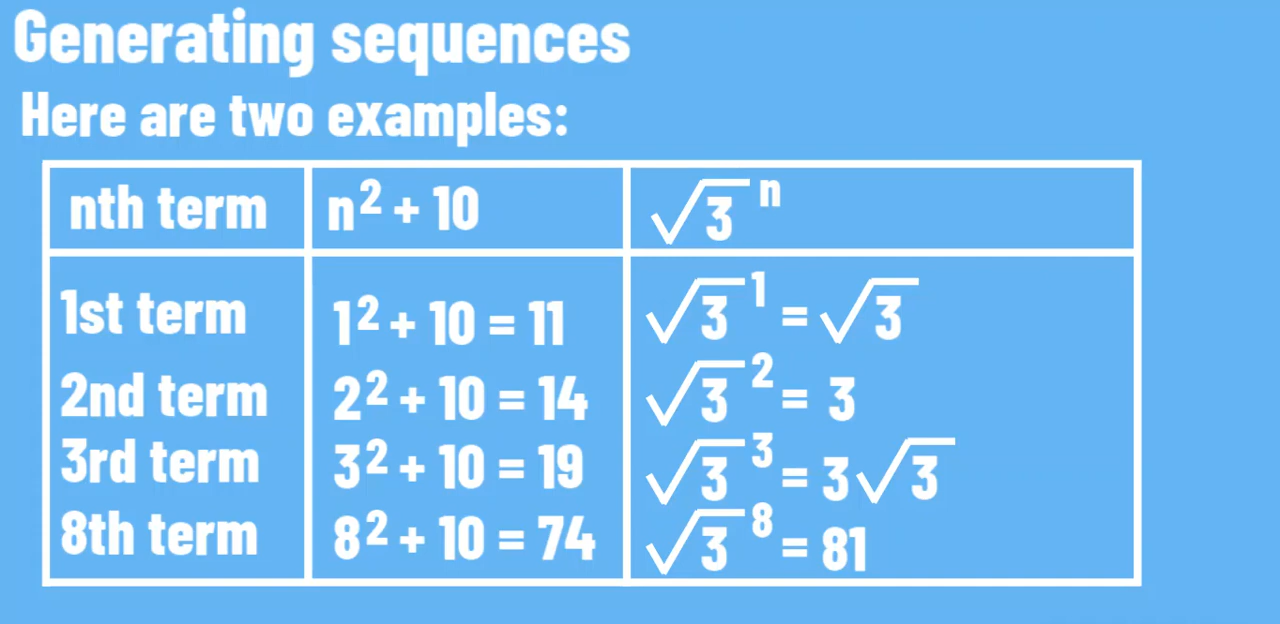 Generating sequences
Here are two examples:
nth term n² + 10 √3ⁿ
1st term 1² + 10 = 11 √3¹ = √3
2nd term 2² + 10 = 14 √3² = 3
3rd term 3² + 10 = 19 √3³ = 3√3
8th term 8² + 10 = 74 √3⁸ = 81